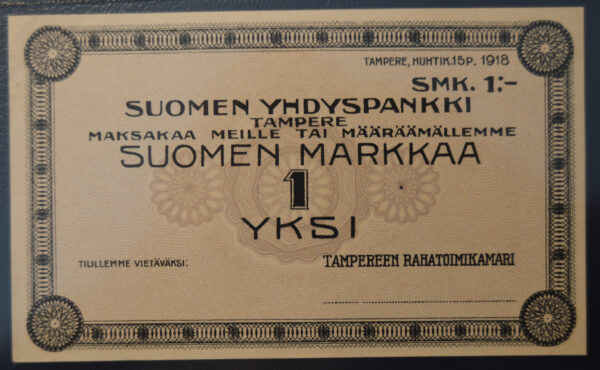 TAMPERE, HUHTIK. 15 P. 1918
SMK. 1:-
SUOMEN YHDYSPANKKI
TAMPERE
MAKSAKAA MEILLE TAI MÄÄRÄÄMÄLLEMME
SUOMEN MARKKAA
1
YKSI
TILILLEMME VIETÄVÄKSI:
TAMPEREEN RAHATOIMIKAMARI